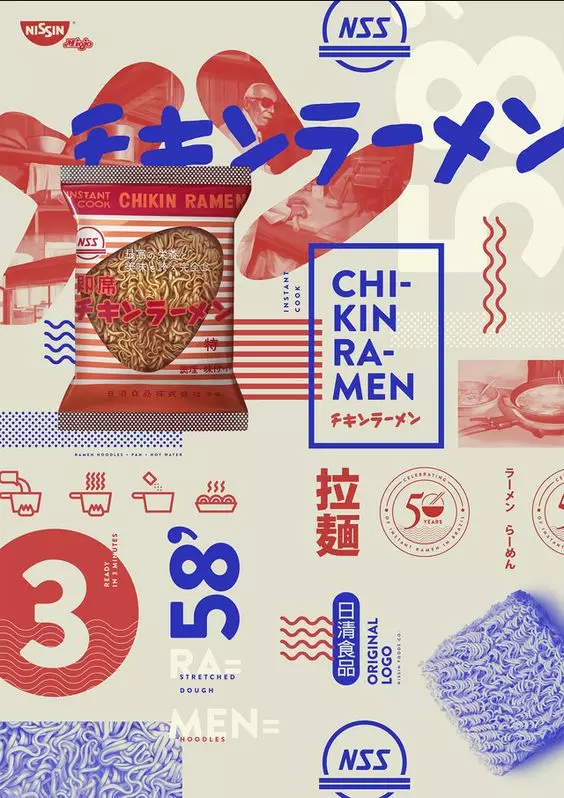 NISSIN
Miojo
NSS
58'
チキンラーメン
INSTANT
COOK
CHIKIN RAMEN
NSS
即席
チキンラーメン
特
INSTANT
COOK
CHI-
KIN
RA-
MEN
チキンラーメン
RAMEN NOODLES • PAN • HOT WATER
拉
麺
CELEBRATING
50
YEARS
OF INSTANT RAMEN IN BRAZIL
ラーメン らーめん
3
READY
IN 3 MINUTES
58’
RA=
STRETCHED
DOUGH
MEN=
NOODLES
日清食品
ORIGINAL
LOGO
NISSIN FOODS CO.
NSS